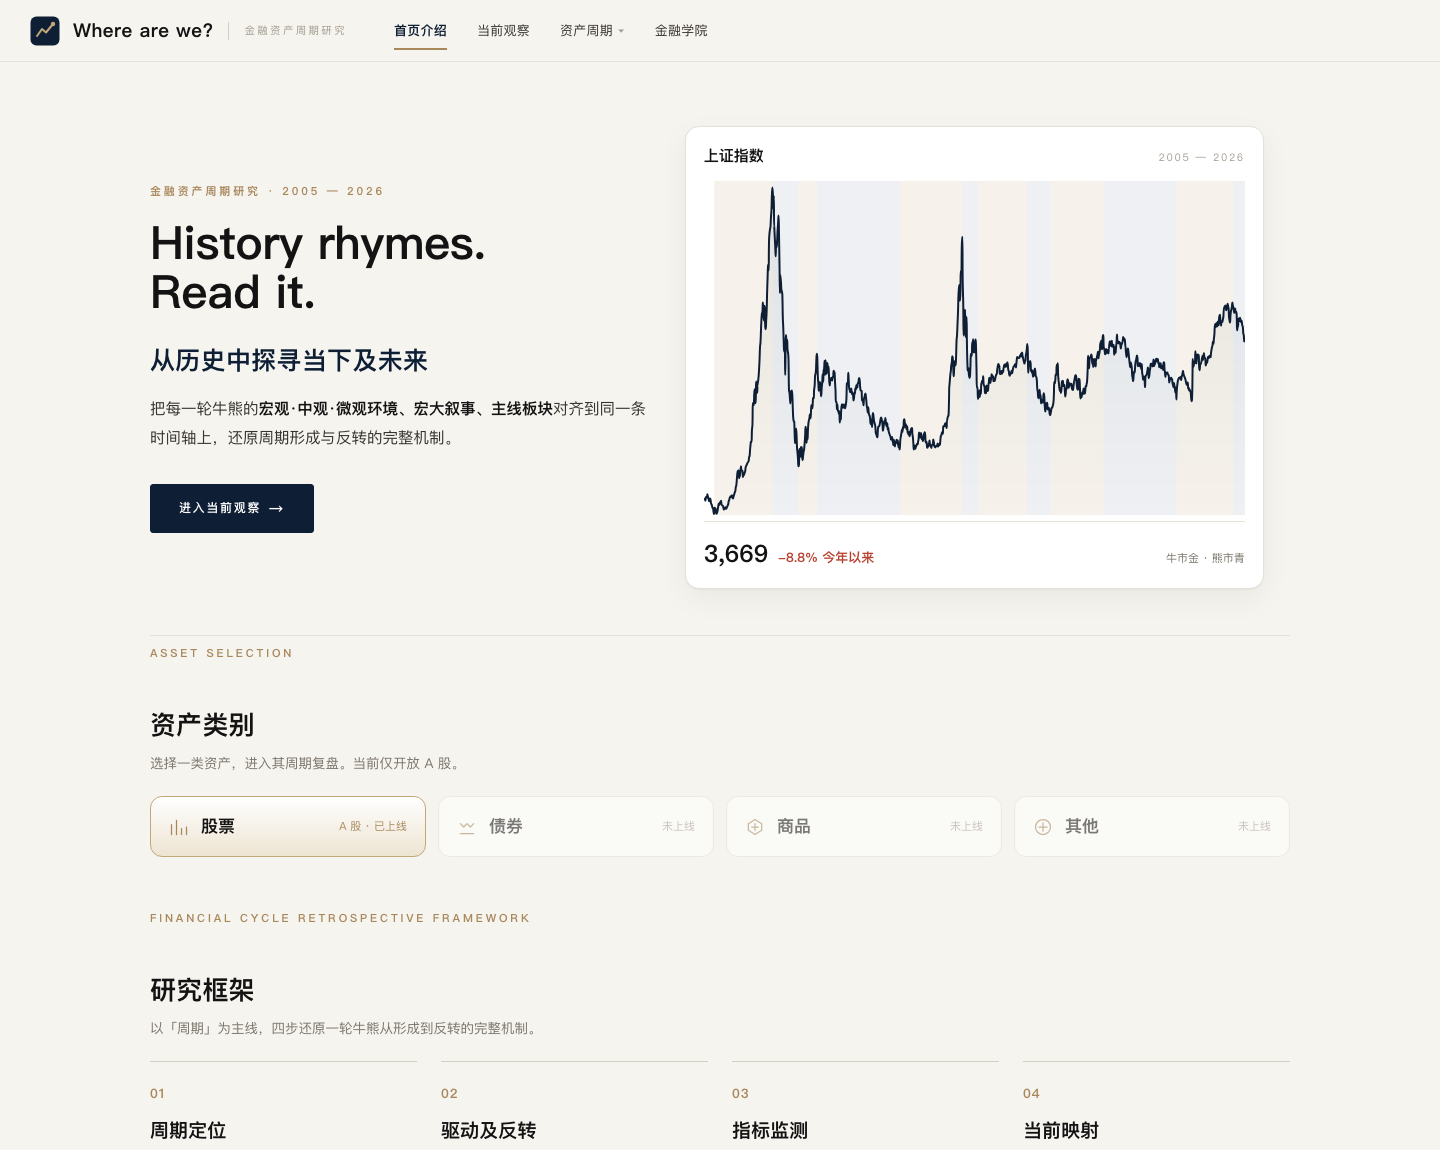 Where are we?
金融资产周期研究
首页介绍
当前观察
资产周期
金融学院
金融资产周期研究 · 2005 — 2026
History rhymes.
Read it.
从历史中探寻当下及未来
把每一轮牛熊的宏观·中观·微观环境、宏大叙事、主线板块对齐到同一条
时间轴上，还原周期形成与反转的完整机制。
进入当前观察 →
上证指数
2005 — 2026
3,669 −8.8% 今年以来
牛市金 · 熊市青
ASSET SELECTION
资产类别
选择一类资产，进入其周期复盘。当前仅开放 A 股。
股票
A 股 · 已上线
债券
未上线
商品
未上线
其他
未上线
FINANCIAL CYCLE RETROSPECTIVE FRAMEWORK
研究框架
以「周期」为主线，四步还原一轮牛熊从形成到反转的完整机制。
01
周期定位
02
驱动及反转
03
指标监测
04
当前映射